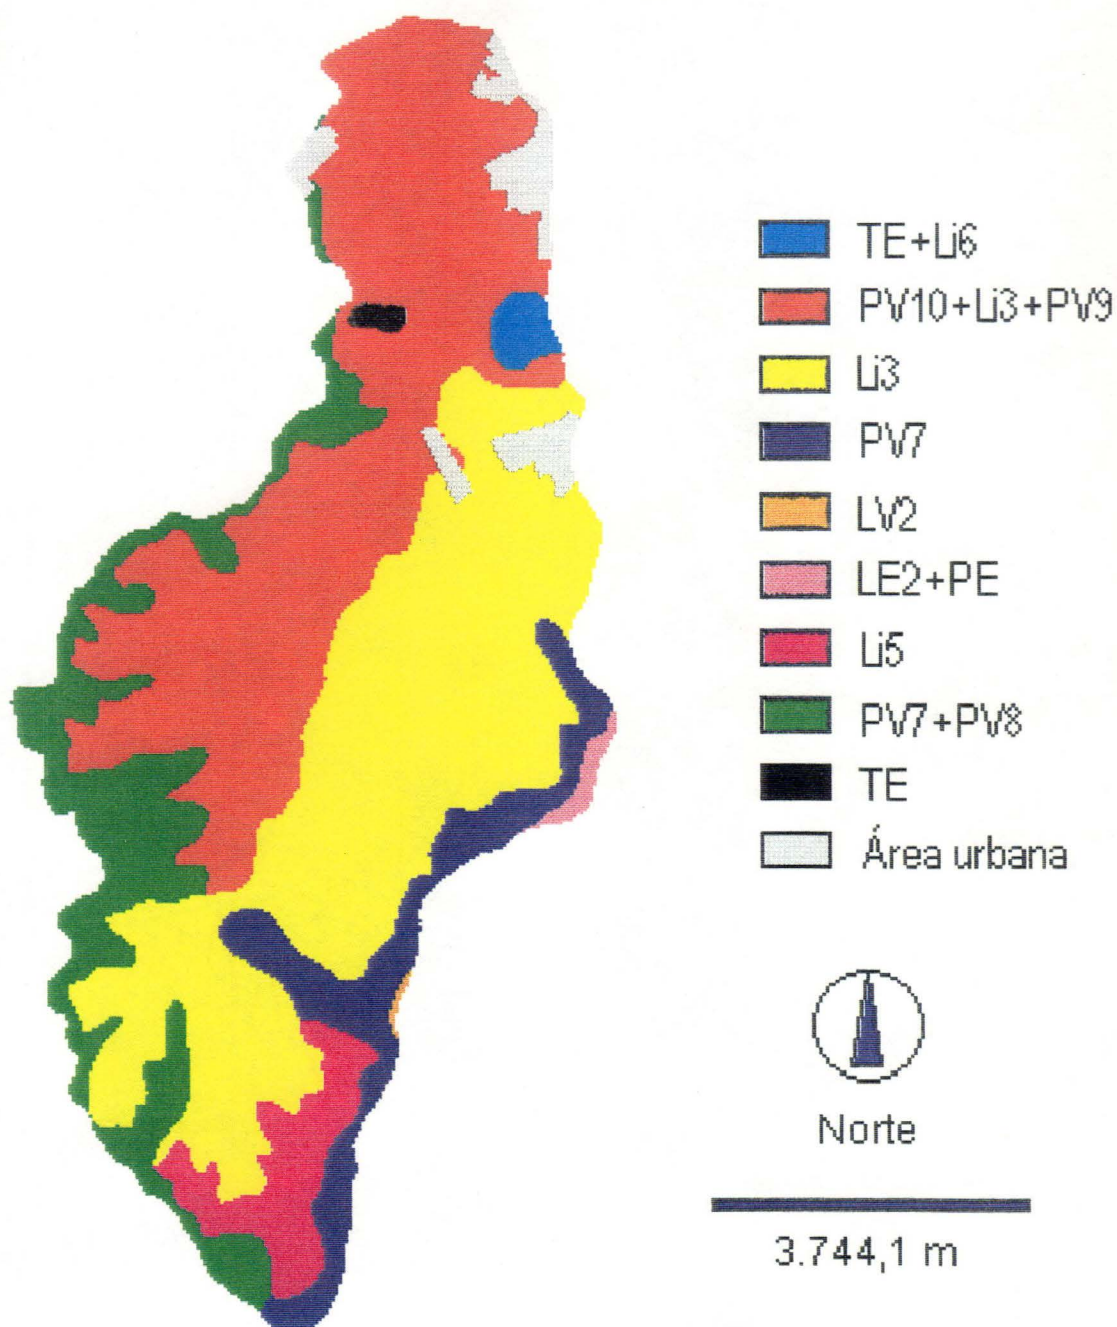 TE+Li6
PV10+Li3+PV9
Li3
PV7
LV2
LE2+PE
Li5
PV7+PV8
TE
Área urbana
Norte
3.744,1 m